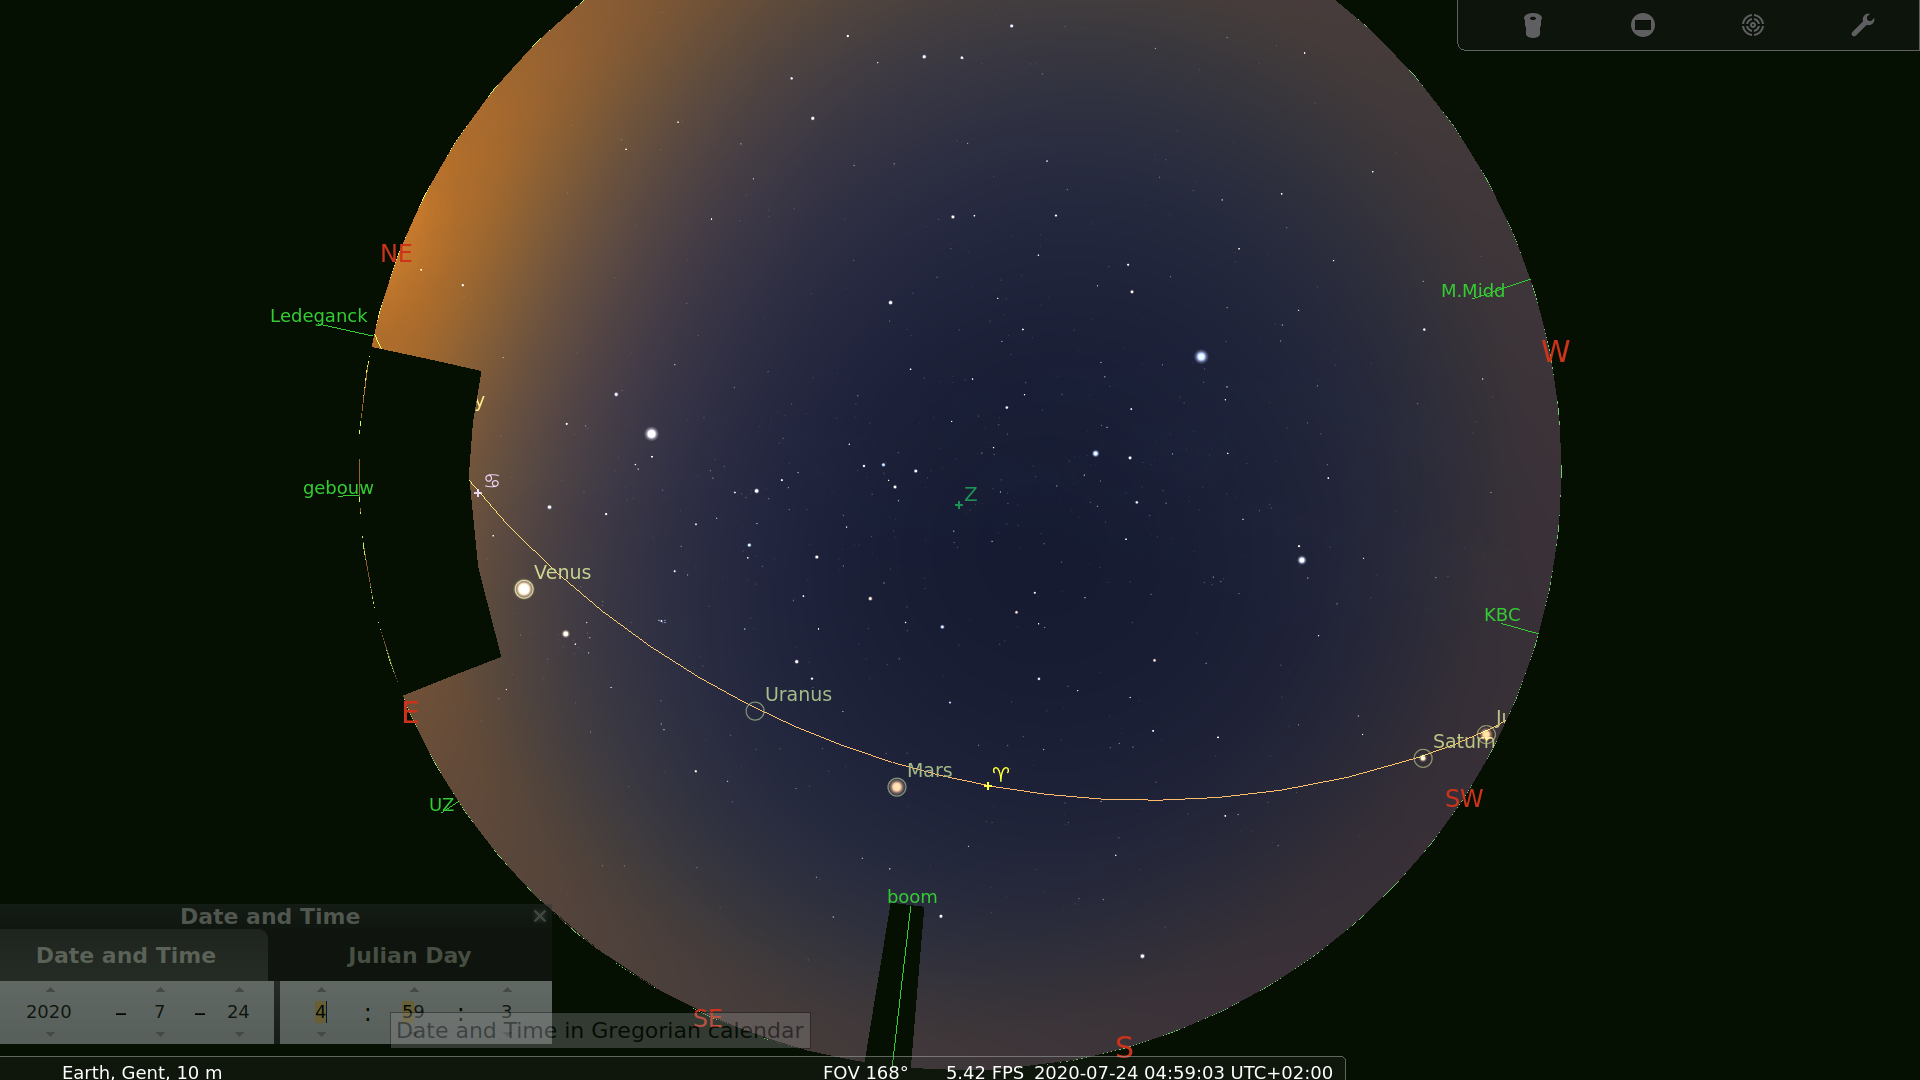 NE
Ledeganck
M.Midd
W
y
♋
gebouw
Z
Venus
KBC
Uranus
E
Ju
Saturn
Mars
♈
SW
UZ
boom
Date and Time ×
Date and Time Julian Day
2020 – 7 – 24 4 : 59 : 3
SE
Date and Time in Gregorian calendar
S
Earth, Gent, 10 m FOV 168° 5.42 FPS 2020-07-24 04:59:03 UTC+02:00